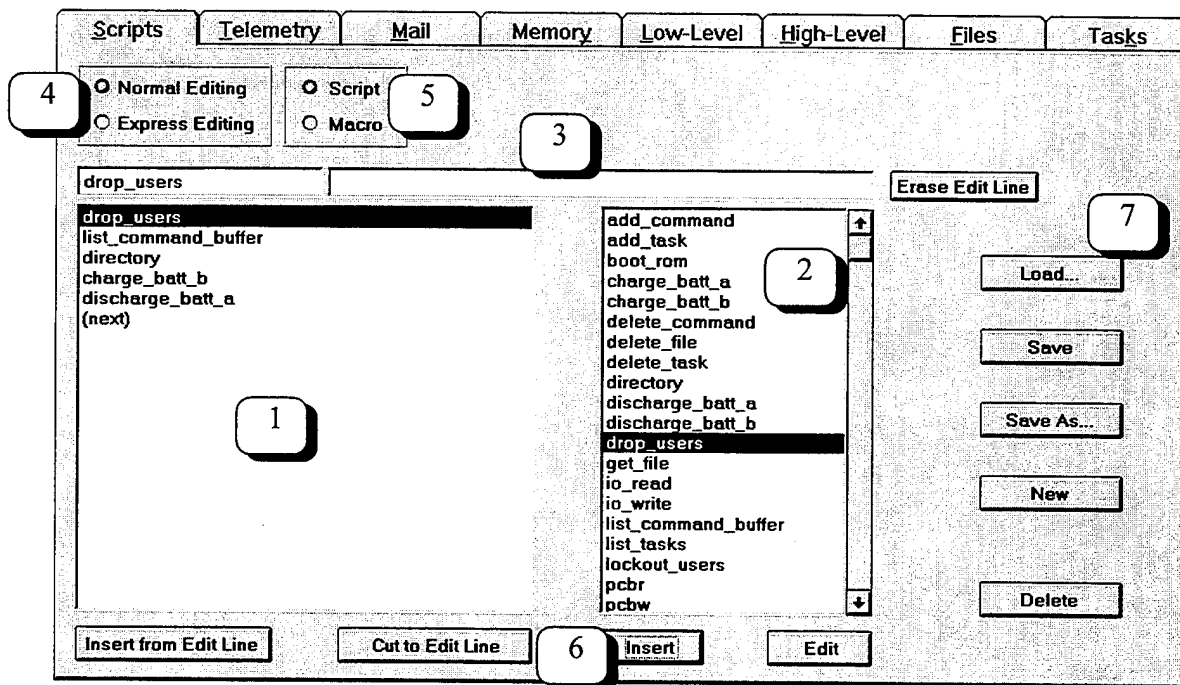 Scripts Telemetry Mail Memory Low-Level High-Level Files Tasks
4 Normal Editing Script 5
Express Editing Macro
3
drop_users Erase Edit Line
drop_users
list_command_buffer
directory
charge_batt_b
discharge_batt_a
(next)
1
add_command
add_task
boot_rom
charge_batt_a
charge_batt_b
delete_command
delete_file
delete_task
directory
discharge_batt_a
discharge_batt_b
drop_users
get_file
io_read
io_write
list_command_buffer
list_tasks
lockout_users
pcbr
pcbw
2
7
Load...
Save
Save As...
New
Delete
Insert from Edit Line Cut to Edit Line 6 Insert Edit